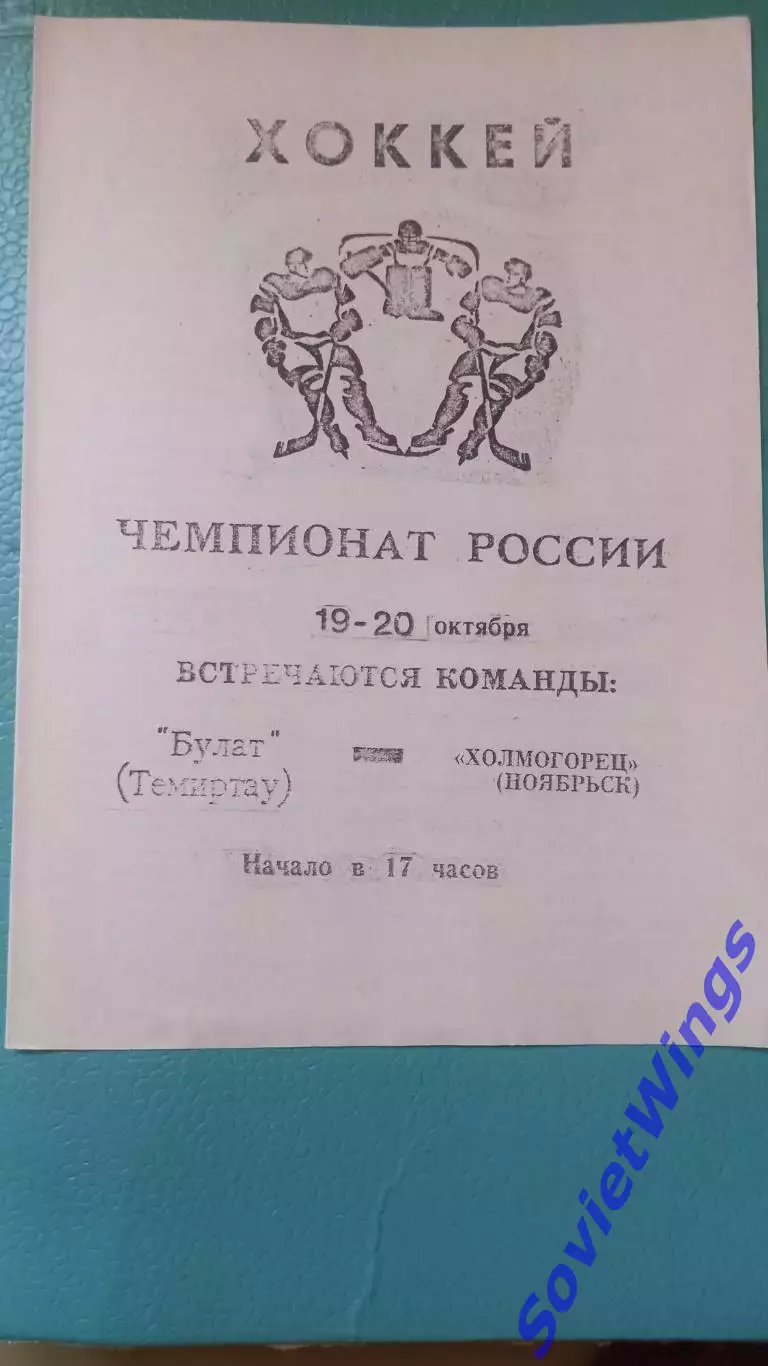 ХОККЕЙ
ЧЕМПИОНАТ РОССИИ
19-20 октября
ВСТРЕЧАЮТСЯ КОМАНДЫ:
"Булат" — «ХОЛМОГОРЕЦ»
(Темиртау) (НОЯБРЬСК)
Начало в 17 часов
SovietWings